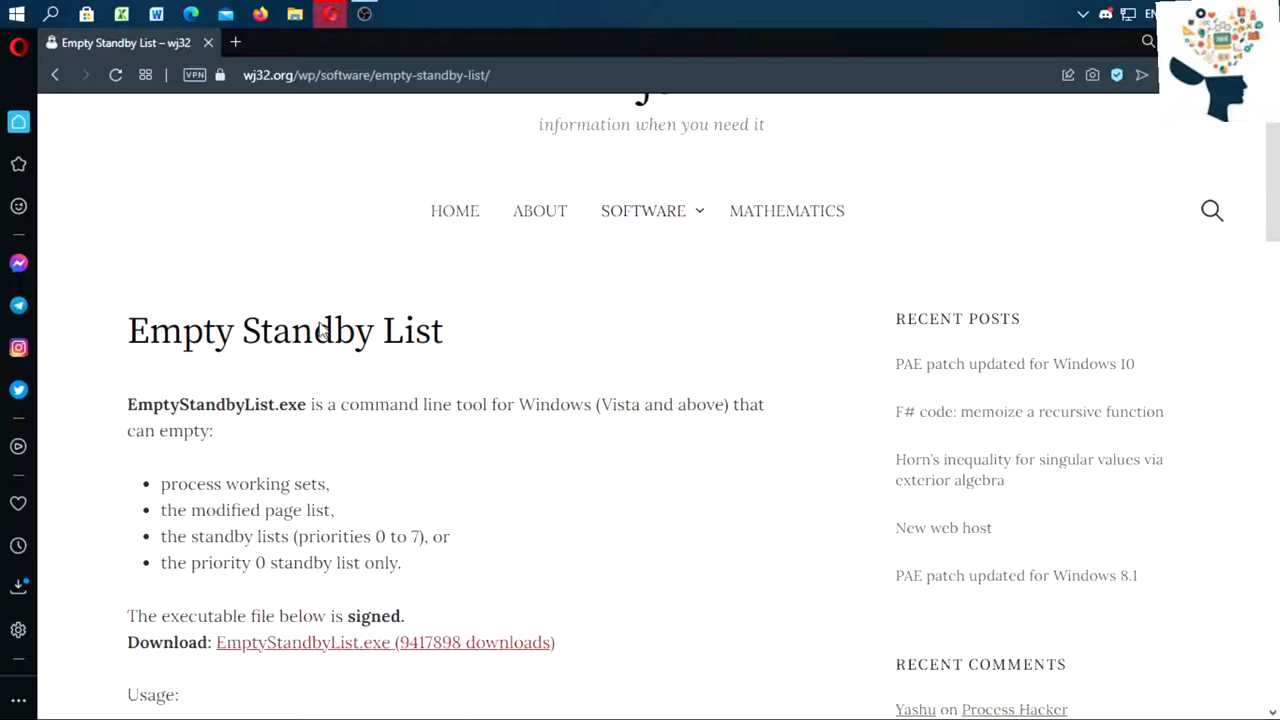 EN
Empty Standby List – wj32
VPN
wj32.org/wp/software/empty-standby-list/
information when you need it
HOME ABOUT SOFTWARE MATHEMATICS
Empty Standby List
EmptyStandbyList.exe is a command line tool for Windows (Vista and above) that
can empty:
• process working sets,
• the modified page list,
• the standby lists (priorities 0 to 7), or
• the priority 0 standby list only.
The executable file below is signed.
Download: EmptyStandbyList.exe (9417898 downloads)
Usage:
RECENT POSTS
PAE patch updated for Windows 10
F# code: memoize a recursive function
Horn's inequality for singular values via
exterior algebra
New web host
PAE patch updated for Windows 8.1
RECENT COMMENTS
Yashu on Process Hacker